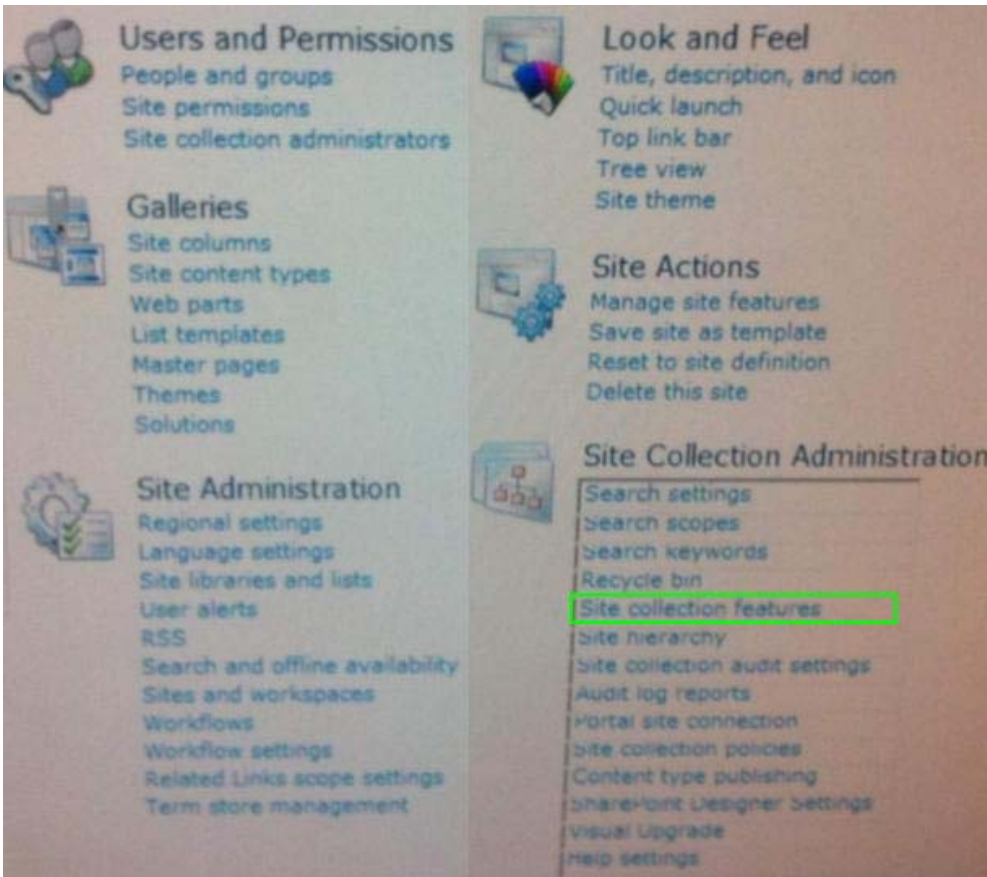 Users and Permissions
People and groups
Site permissions
Site collection administrators
Galleries
Site columns
Site content types
Web parts
List templates
Master pages
Themes
Solutions
Site Administration
Regional settings
Language settings
Site libraries and lists
User alerts
RSS
Search and offline availability
Sites and workspaces
Workflows
Workflow settings
Related Links scope settings
Term store management
Look and Feel
Title, description, and icon
Quick launch
Top link bar
Tree view
Site theme
Site Actions
Manage site features
Save site as template
Reset to site definition
Delete this site
Site Collection Administration
Search settings
Search scopes
Search keywords
Recycle bin
Site collection features
Site hierarchy
Site collection audit settings
Audit log reports
Portal site connection
Site collection policies
Content type publishing
SharePoint Designer Settings
Visual Upgrade
Help settings